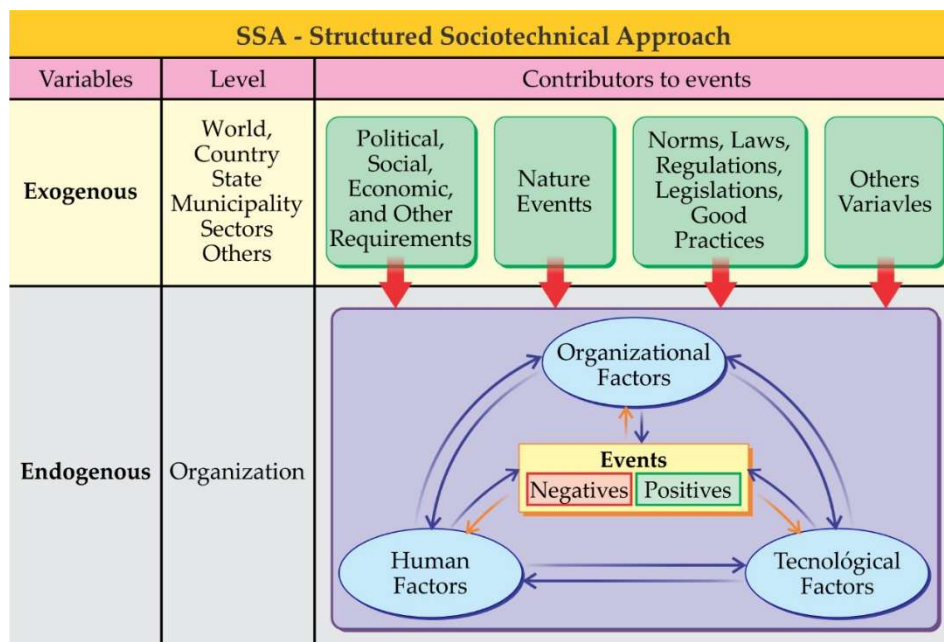 SSA - Structured Sociotechnical Approach
Variables
Level
Contributors to events
Exogenous
World,
Country
State
Municipality
Sectors
Others
Political,
Social,
Economic,
and Other
Requirements
Nature
Eventts
Norms, Laws,
Regulations,
Legislations,
Good
Practices
Others
Variavles
Endogenous
Organization
Organizational
Factors
Events
Negatives
Positives
Human
Factors
Tecnológical
Factors